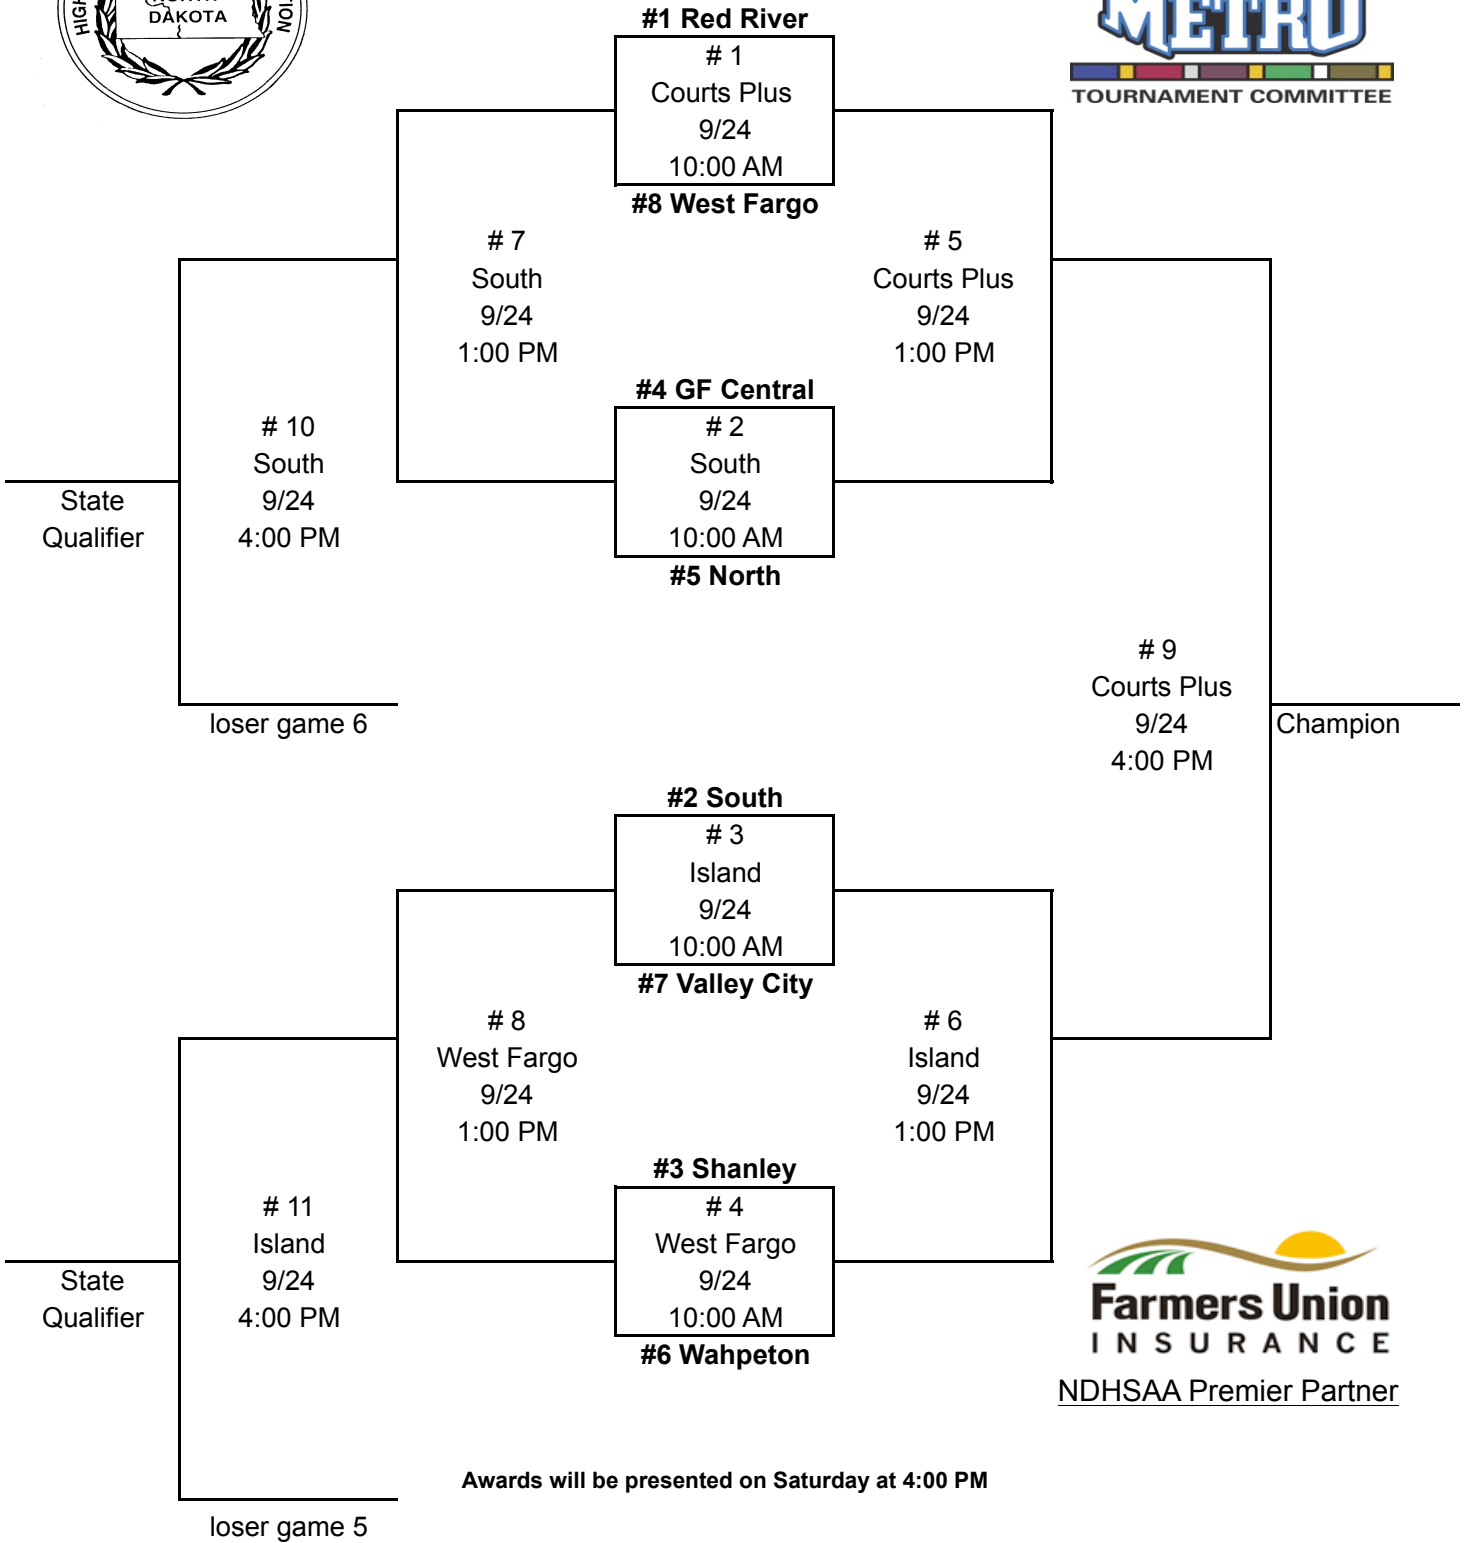 DAKOTA
METRO
TOURNAMENT COMMITTEE
#1 Red River
# 1
Courts Plus
9/24
10:00 AM
#8 West Fargo
# 7
South
9/24
1:00 PM
# 5
Courts Plus
9/24
1:00 PM
#4 GF Central
# 2
South
9/24
10:00 AM
#5 North
# 10
South
9/24
4:00 PM
State
Qualifier
loser game 6
# 9
Courts Plus
9/24
4:00 PM
Champion
#2 South
# 3
Island
9/24
10:00 AM
#7 Valley City
# 8
West Fargo
9/24
1:00 PM
# 6
Island
9/24
1:00 PM
#3 Shanley
# 4
West Fargo
9/24
10:00 AM
#6 Wahpeton
# 11
Island
9/24
4:00 PM
State
Qualifier
loser game 5
Farmers Union
INSURANCE
NDHSAA Premier Partner
Awards will be presented on Saturday at 4:00 PM